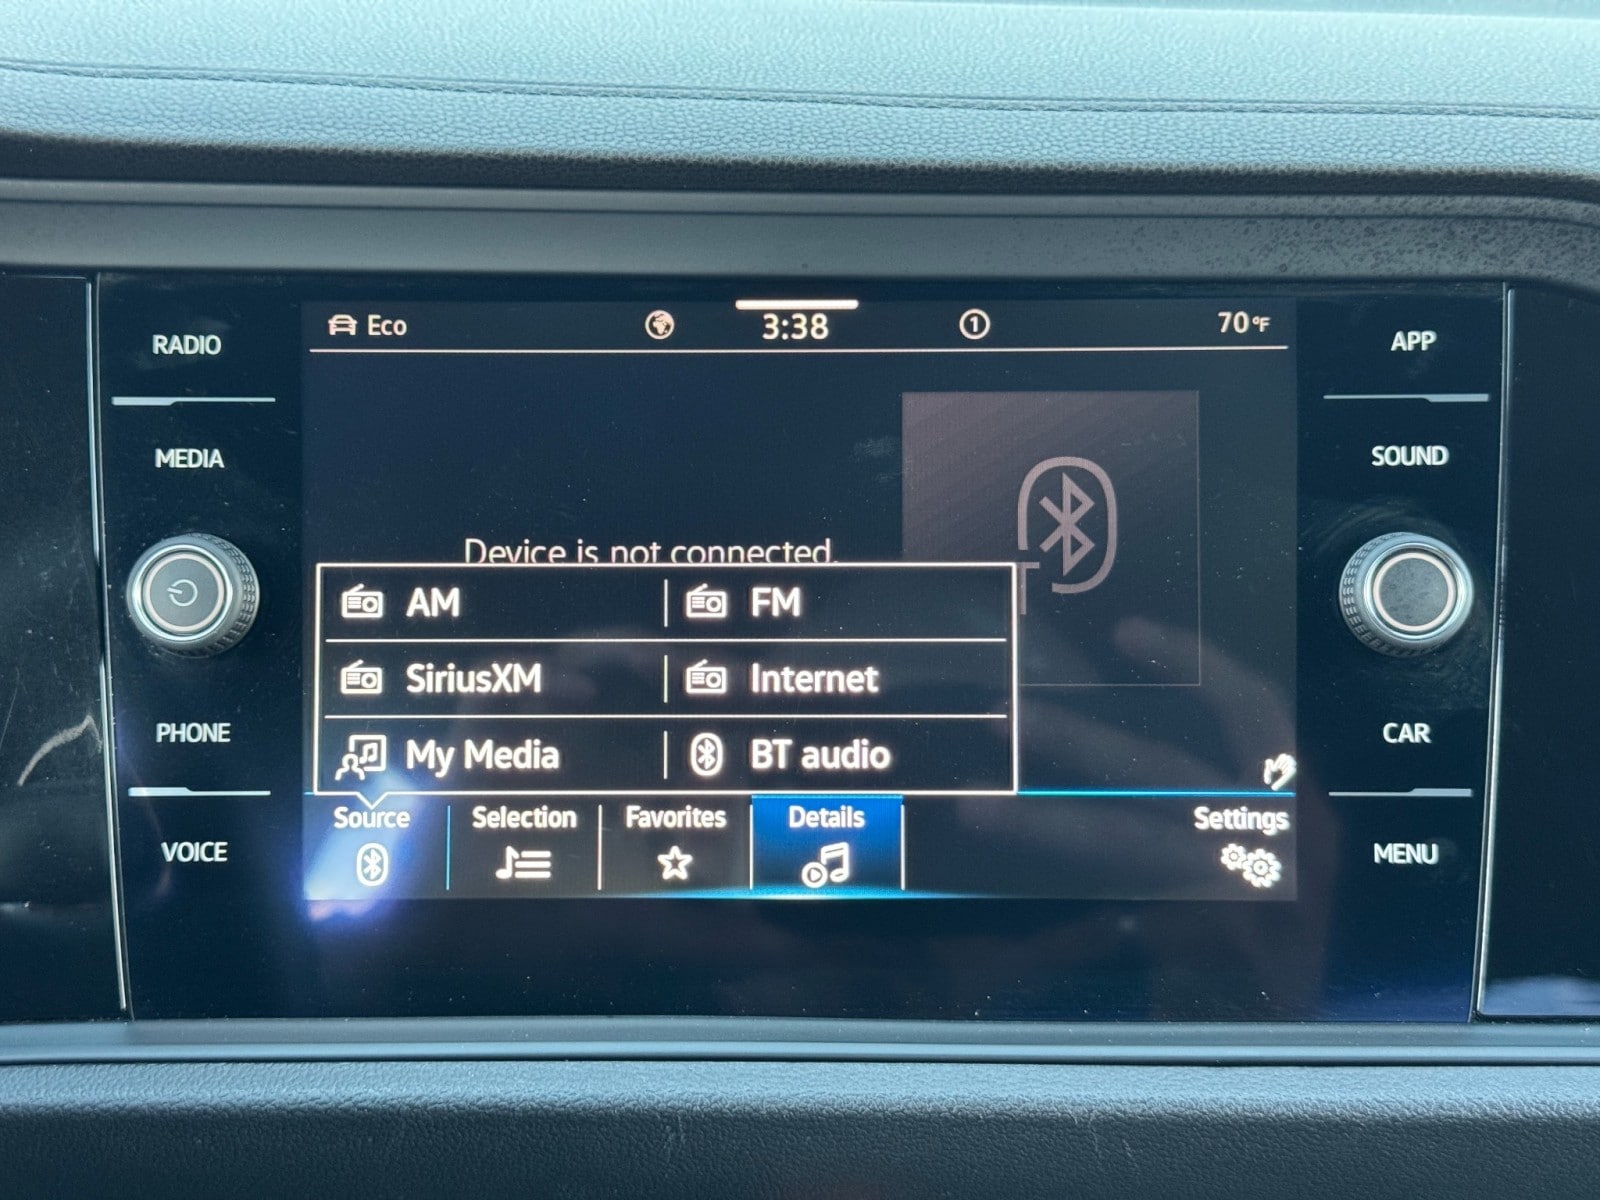 RADIO
MEDIA
PHONE
VOICE
Eco
3:38
1
70°F
Device is not connected.
AM
FM
SiriusXM
Internet
My Media
BT audio
Source
Selection
Favorites
Details
Settings
APP
SOUND
CAR
MENU